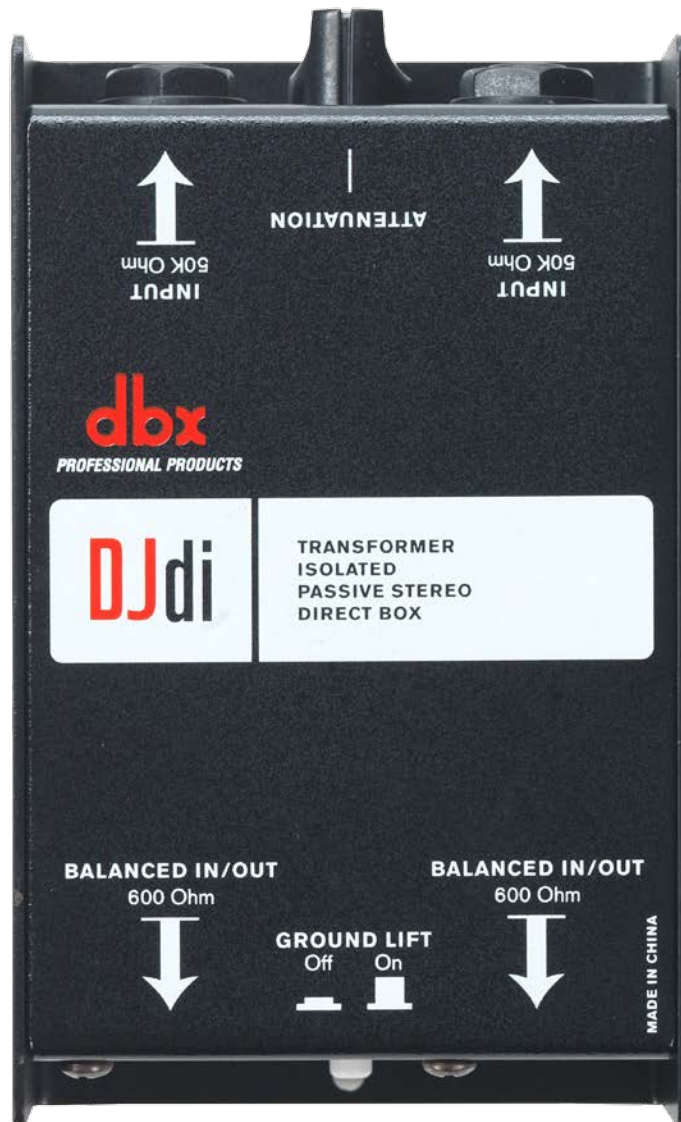 ATTENUATION
50K Ohm
INPUT
50K Ohm
INPUT
dbx
PROFESSIONAL PRODUCTS
DJdi
TRANSFORMER
ISOLATED
PASSIVE STEREO
DIRECT BOX
BALANCED IN/OUT
600 Ohm
BALANCED IN/OUT
600 Ohm
GROUND LIFT
Off On
MADE IN CHINA